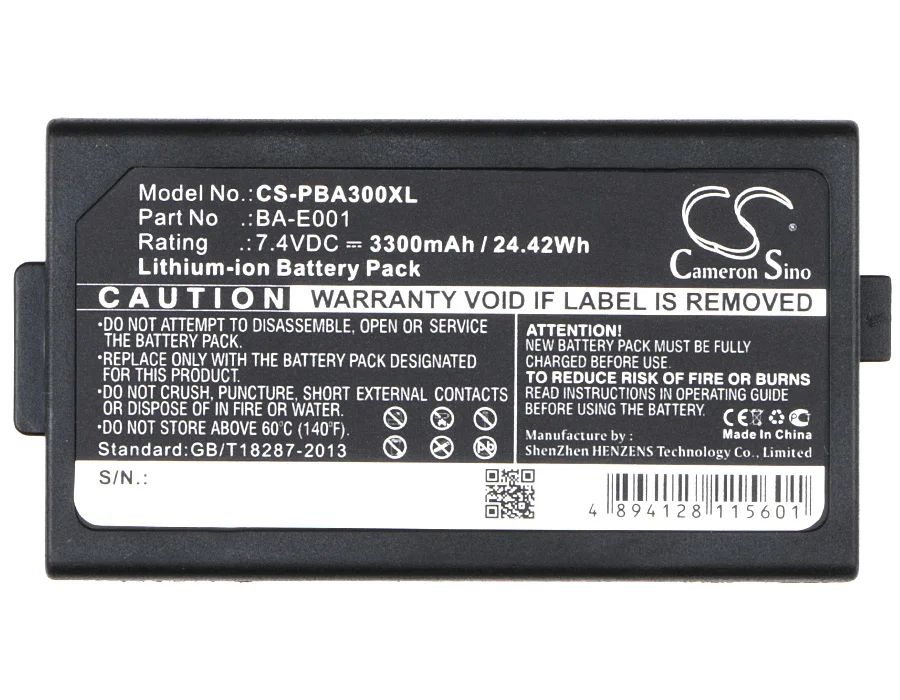 Model No.:CS-PBA300XL
Part No .:BA-E001
Rating .:7.4VDC ⎓ 3300mAh / 24.42Wh
Lithium-ion Battery Pack
CS
®
Cameron Sino
CAUTION WARRANTY VOID IF LABEL IS REMOVED
•DO NOT ATTEMPT TO DISASSEMBLE, OPEN OR SERVICE
THE BATTERY PACK.
•REPLACE ONLY WITH THE BATTERY PACK DESIGNATED
FOR THIS PRODUCT.
•DO NOT CRUSH, PUNCTURE, SHORT EXTERNAL CONTACTS
OR DISPOSE OF IN FIRE OR WATER.
•DO NOT STORE ABOVE 60°C (140°F).
Standard:GB/T18287-2013
ATTENTION!
NEW BATTERY PACK MUST BE FULLY
CHARGED BEFORE USE.
TO REDUCE RISK OF FIRE OR BURNS
READ INSTRUCTIONS IN OPERATING GUIDE
BEFORE USING THE BATTERY.
CE
Made In China
Manufacture by :
ShenZhen HENZENS Technology Co., Limited
Pb
S/N.:
4 894128 115601